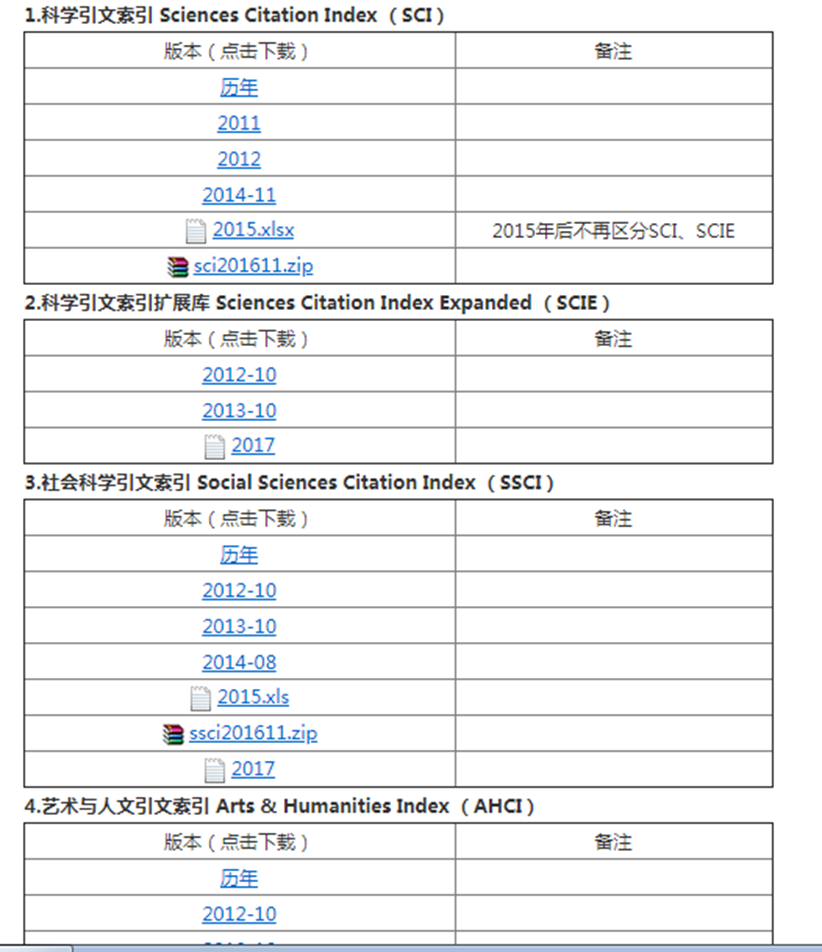 1.科学引文索引 Sciences Citation Index （SCI）
版本（点击下载） 备注
历年
2011
2012
2014-11
2015.xlsx 2015年后不再区分SCI、SCIE
sci201611.zip
2.科学引文索引扩展库 Sciences Citation Index Expanded （SCIE）
版本（点击下载） 备注
2012-10
2013-10
2017
3.社会科学引文索引 Social Sciences Citation Index （SSCI）
版本（点击下载） 备注
历年
2012-10
2013-10
2014-08
2015.xls
ssci201611.zip
2017
4.艺术与人文引文索引 Arts & Humanities Index （AHCI）
版本（点击下载） 备注
历年
2012-10